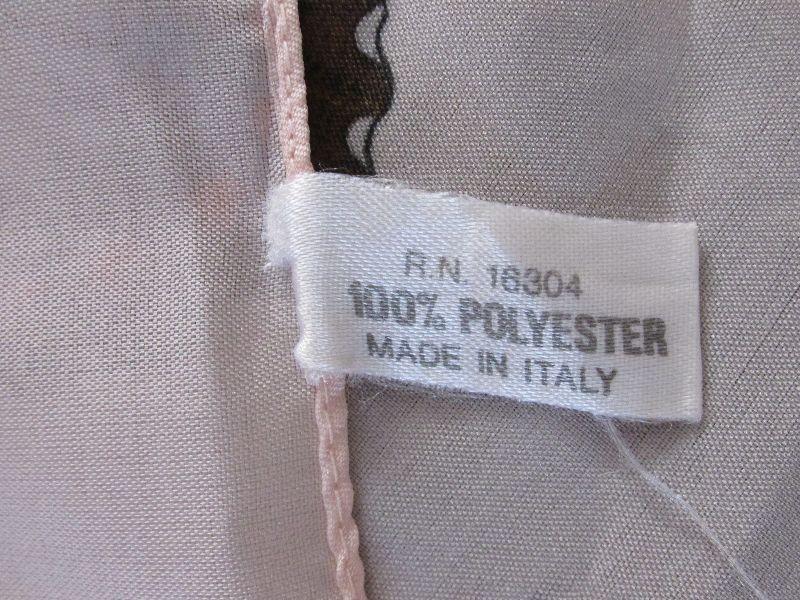 R.N. 16304
100% POLYESTER
MADE IN ITALY